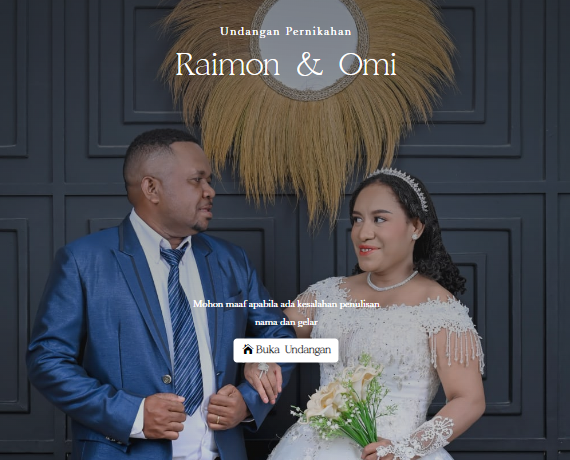 Undangan Pernikahan
Raimon & Omi
Mohon maaf apabila ada kesalahan penulisan
nama dan gelar
Buka Undangan